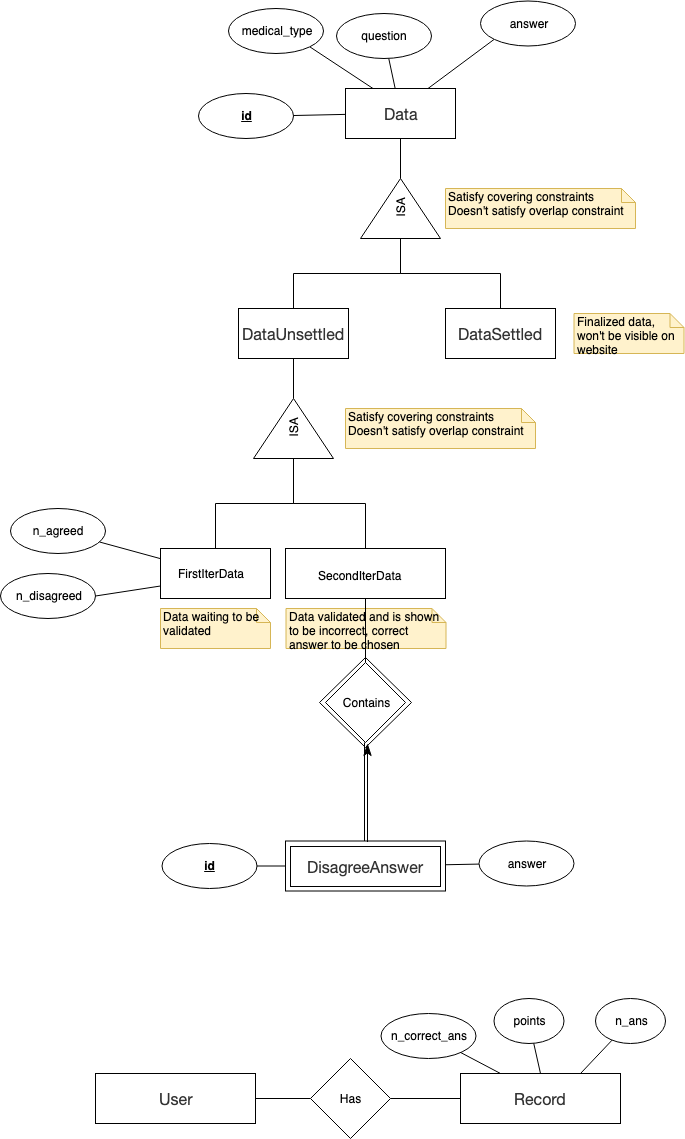 medical_type
question
answer
id
Data
ISA
Satisfy covering constraints
Doesn't satisfy overlap constraint
DataUnsettled
DataSettled
Finalized data,
won't be visible on
website
ISA
Satisfy covering constraints
Doesn't satisfy overlap constraint
n_agreed
n_disagreed
FirstIterData
SecondIterData
Data waiting to be
validated
Data validated and is shown
to be incorrect, correct
answer to be chosen
Contains
id
DisagreeAnswer
answer
n_correct_ans
points
n_ans
User
Has
Record